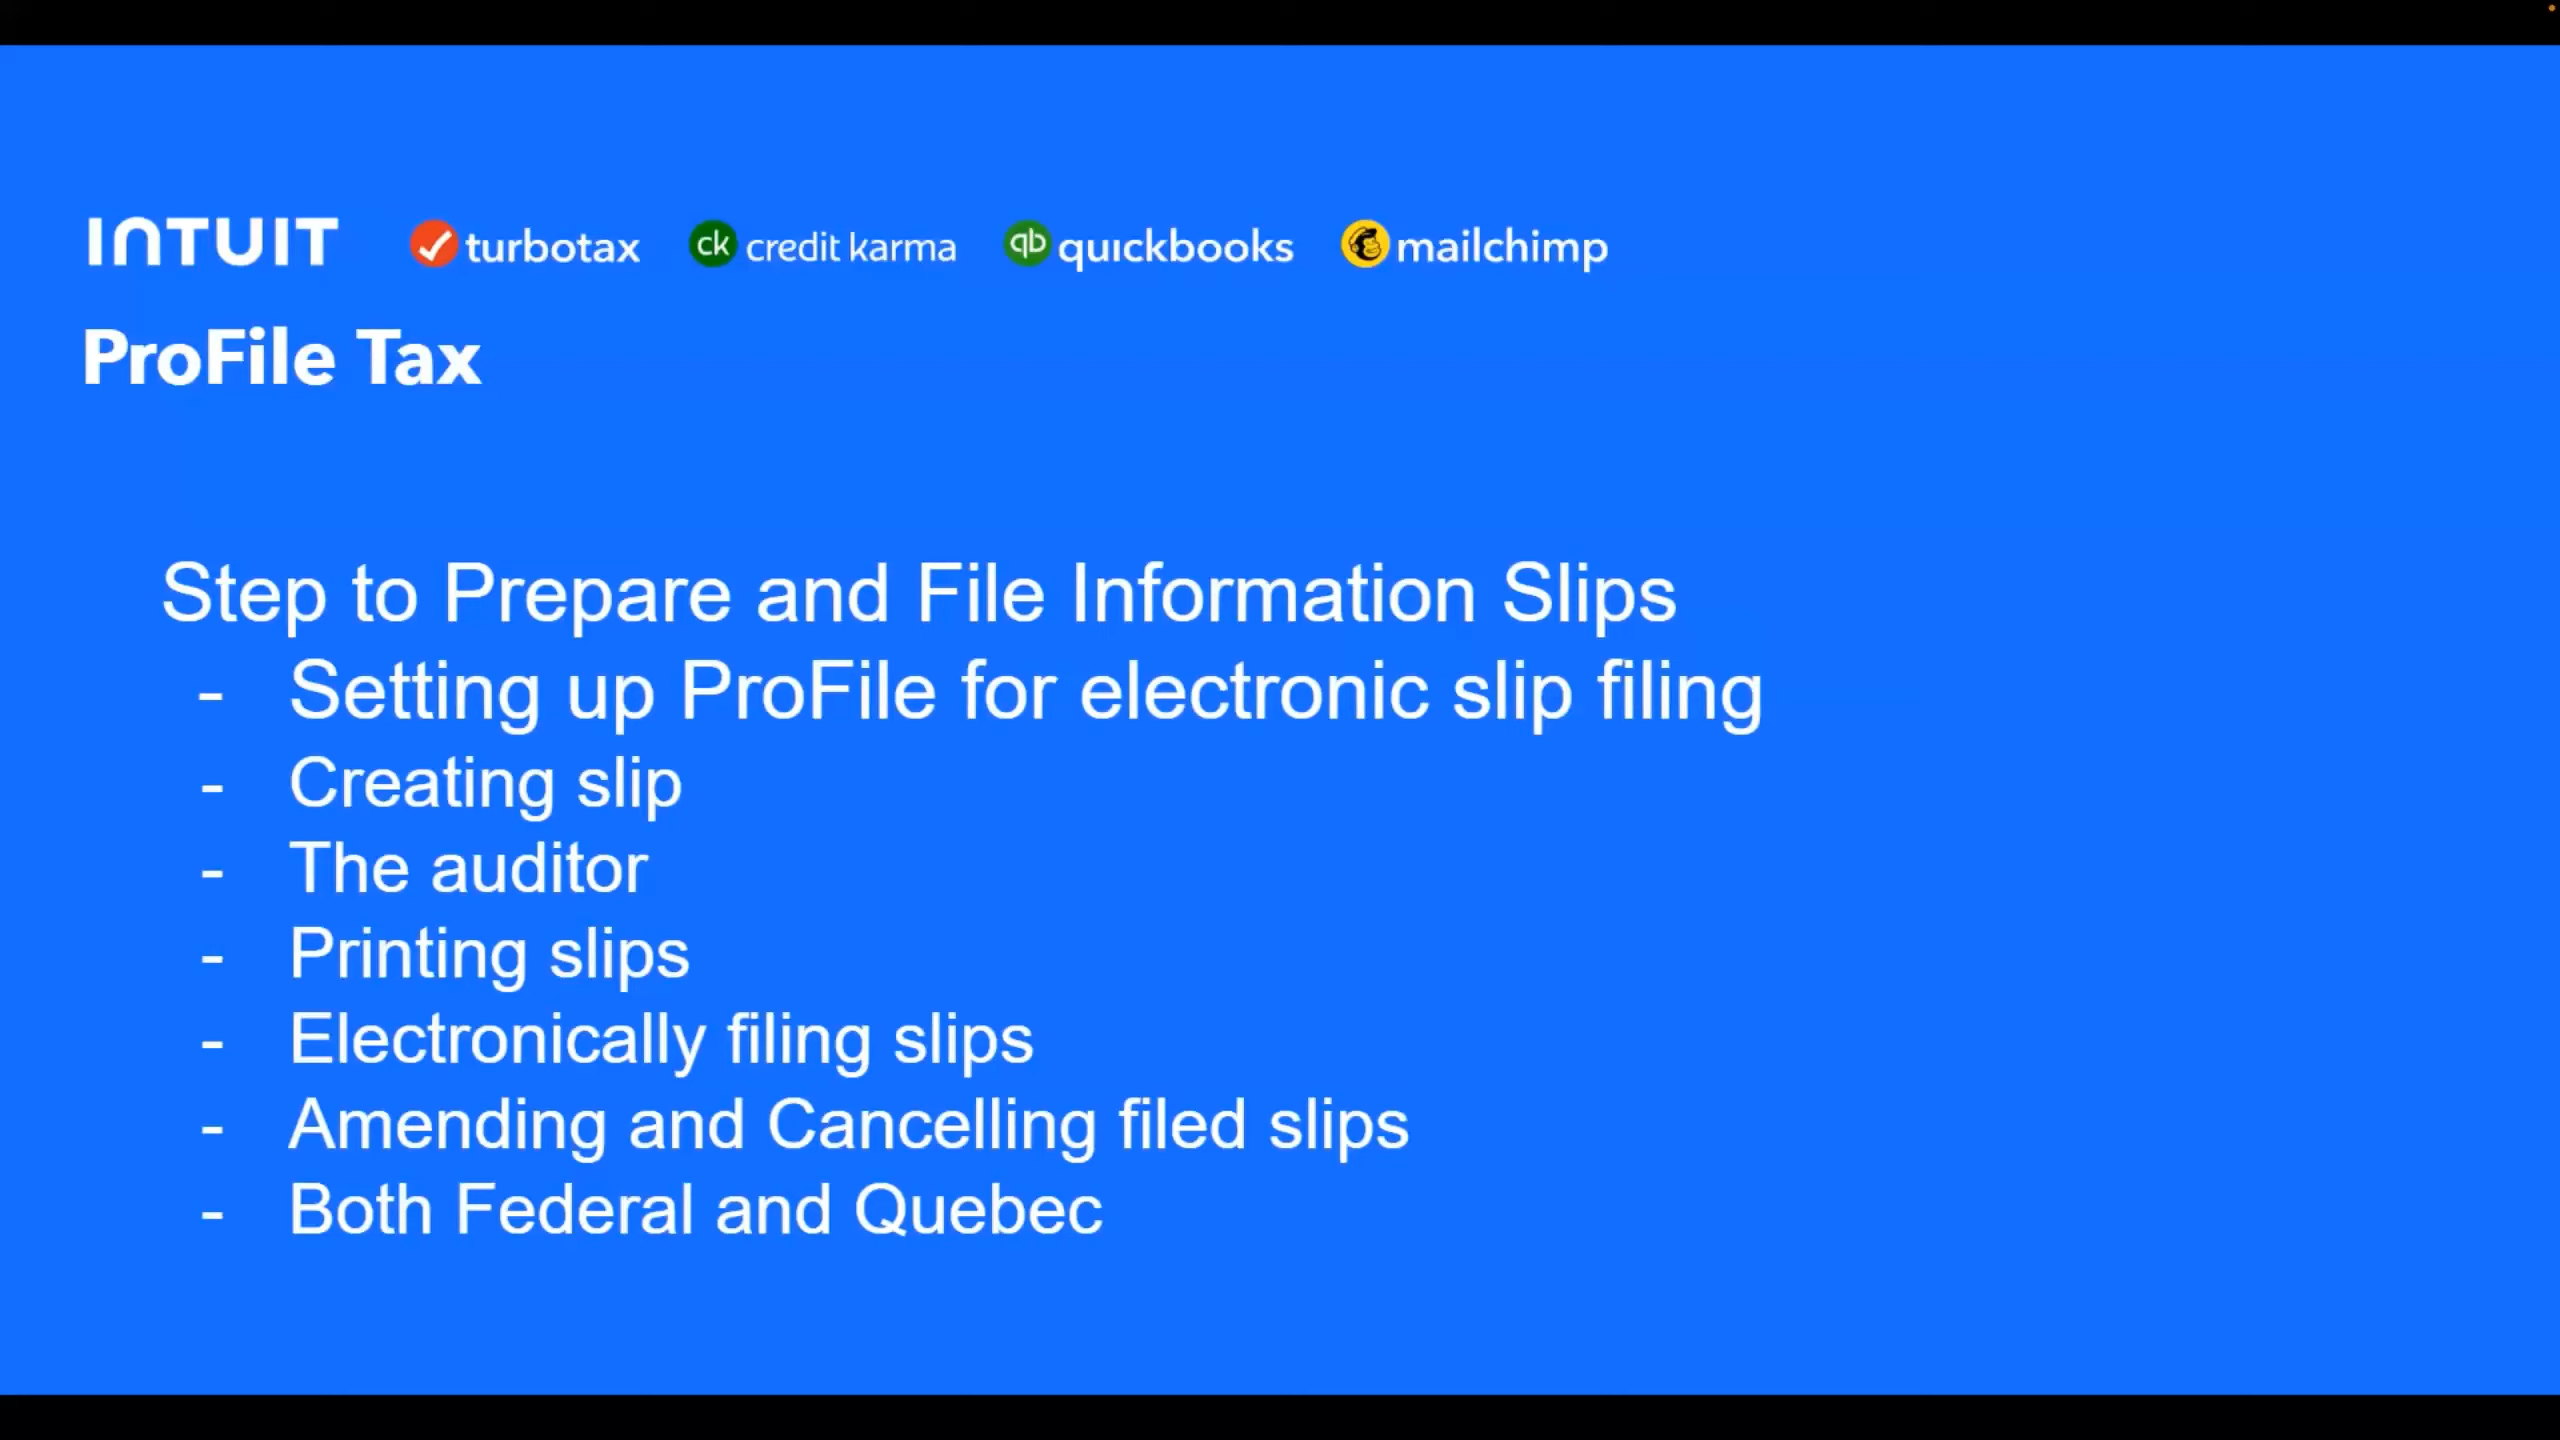 INTUIT turbotax ck credit karma qb quickbooks mailchimp
ProFile Tax
Step to Prepare and File Information Slips
- Setting up ProFile for electronic slip filing
- Creating slip
- The auditor
- Printing slips
- Electronically filing slips
- Amending and Cancelling filed slips
- Both Federal and Quebec